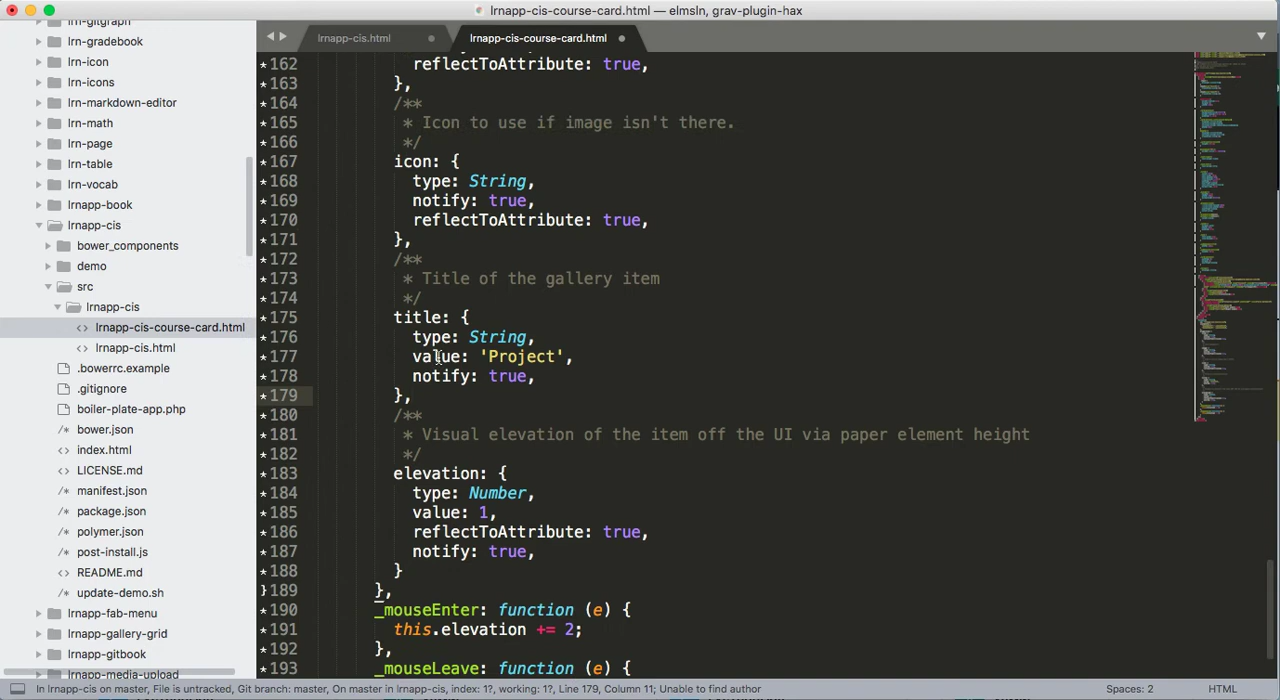 lrnapp-cis-course-card.html — elmsln, grav-plugin-hax
lrn-gitgraph
lrn-gradebook
lrn-icon
lrn-icons
lrn-markdown-editor
lrn-math
lrn-page
lrn-table
lrn-vocab
lrnapp-book
lrnapp-cis
bower_components
demo
src
lrnapp-cis
lrnapp-cis-course-card.html
lrnapp-cis.html
.bowerrc.example
.gitignore
boiler-plate-app.php
bower.json
index.html
LICENSE.md
manifest.json
package.json
polymer.json
post-install.js
README.md
update-demo.sh
lrnapp-fab-menu
lrnapp-gallery-grid
lrnapp-gitbook
lrnapp-media-upload
lrnapp-cis.html
lrnapp-cis-course-card.html
162 reflectToAttribute: true,
163 },
164 /**
165 * Icon to use if image isn't there.
166 */
167 icon: {
168 type: String,
169 notify: true,
170 reflectToAttribute: true,
171 },
172 /**
173 * Title of the gallery item
174 */
175 title: {
176 type: String,
177 value: 'Project',
178 notify: true,
179 },
180 /**
181 * Visual elevation of the item off the UI via paper element height
182 */
183 elevation: {
184 type: Number,
185 value: 1,
186 reflectToAttribute: true,
187 notify: true,
188 }
189 },
190 _mouseEnter: function (e) {
191 this.elevation += 2;
192 },
193 _mouseLeave: function (e) {
In lrnapp-cis on master, File is untracked, Git branch: master, On master in lrnapp-cis, index: 1?, working: 1?, Line 179, Column 11; Unable to find author
Spaces: 2
HTML